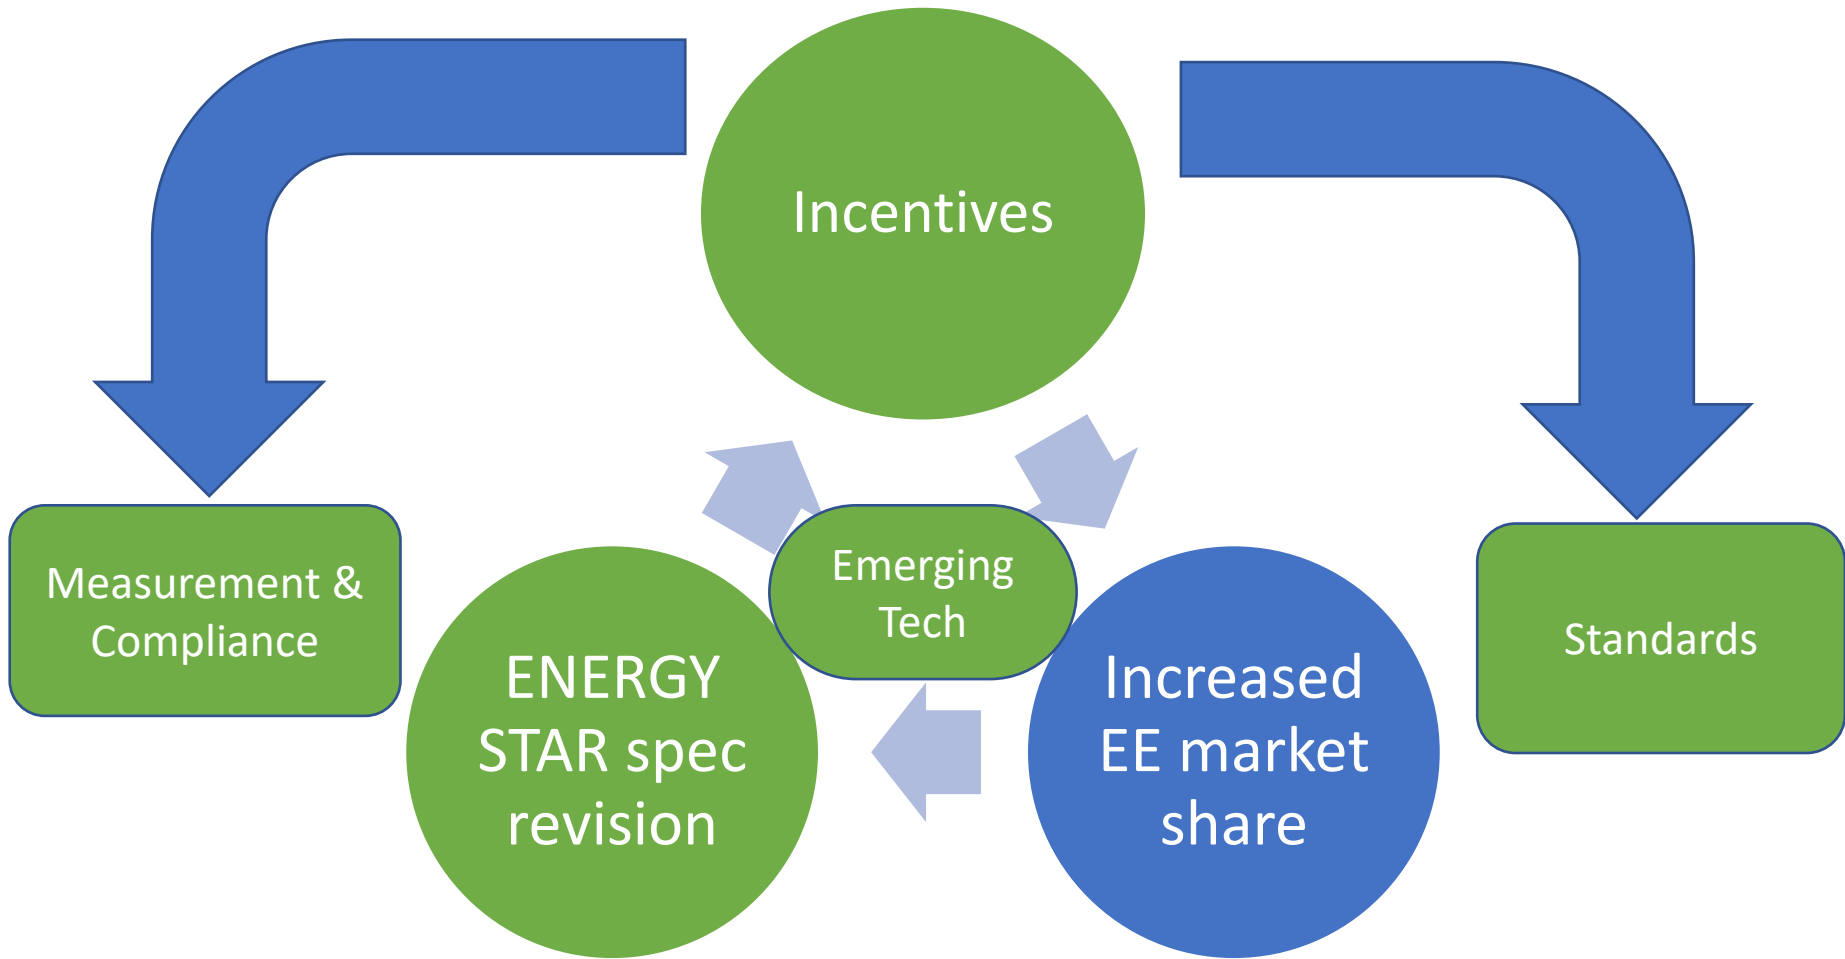 Incentives
Measurement &
Compliance
Emerging
Tech
ENERGY
STAR spec
revision
Increased
EE market
share
Standards